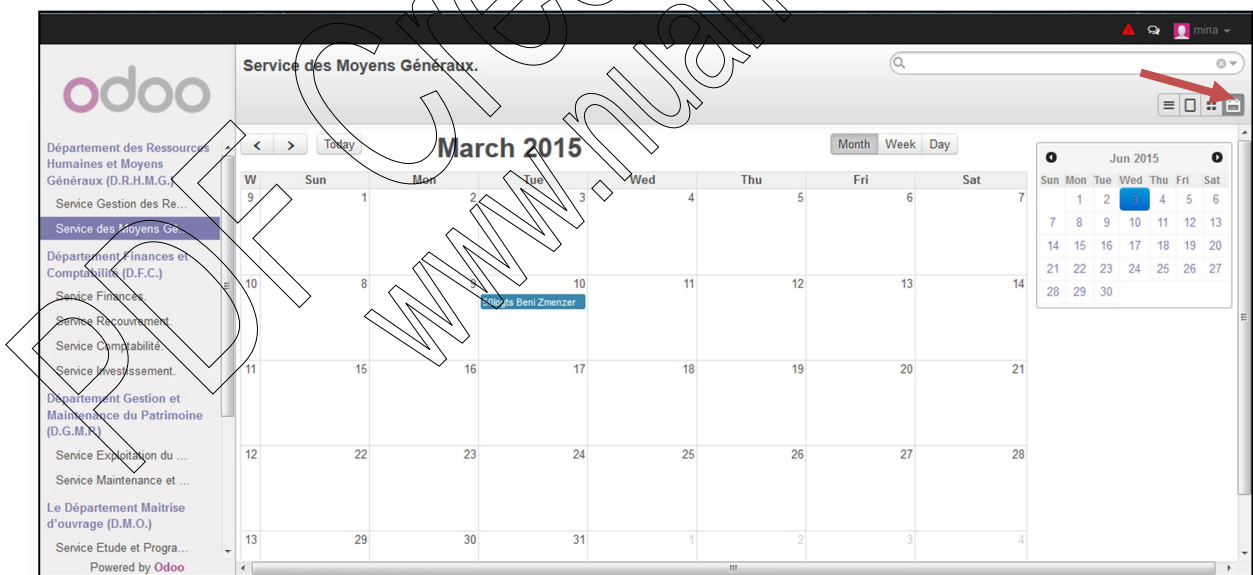 mina
odoo
Service des Moyens Généraux.
Département des Ressources
Humaines et Moyens
Généraux (D.R.H.M.G.)
Service Gestion des Re...
Service des Moyens Gé...
Département Finances et
Comptabilité (D.F.C.)
Service Finances.
Service Recouvrement.
Service Comptabilité.
Service Investissement.
Département Gestion et
Maintenance du Patrimoine
(D.G.M.P.)
Service Exploitation du ...
Service Maintenance et ...
Le Département Maitrise
d'ouvrage (D.M.O.)
Service Etude et Progra...
Powered by Odoo
Today
March 2015
Month Week Day
W Sun Mon Tue Wed Thu Fri Sat
9 1 2 3 4 5 6 7
10 8 9 10 11 12 13 14
Beni Zmenzer
11 15 16 17 18 19 20 21
12 22 23 24 25 26 27 28
13 29 30 31 1 2 3 4
Jun 2015
Sun Mon Tue Wed Thu Fri Sat
1 2 3 4 5 6
7 8 9 10 11 12 13
14 15 16 17 18 19 20
21 22 23 24 25 26 27
28 29 30
PDF
www.nuan